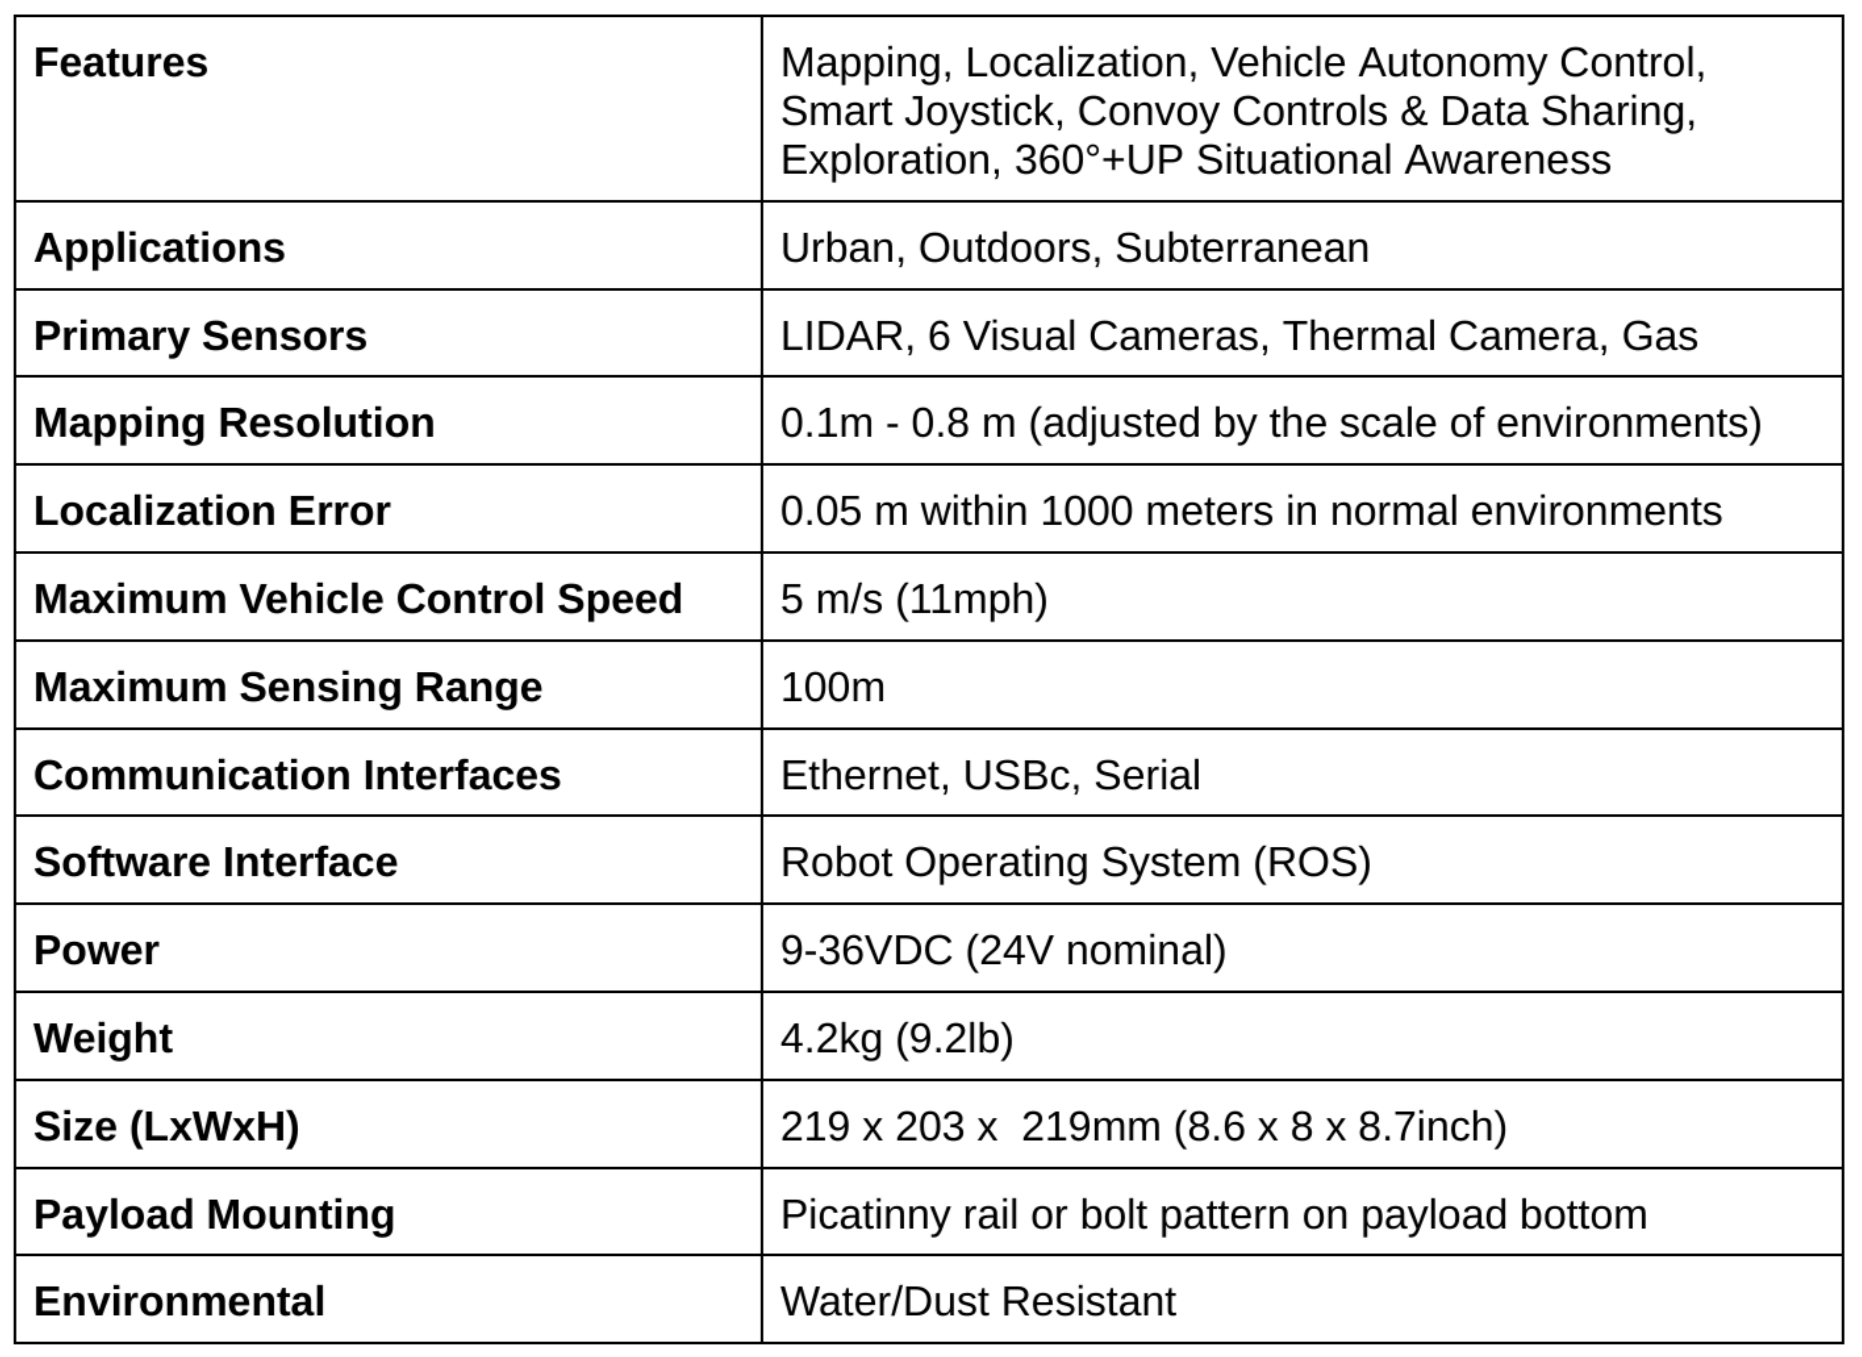 Features
Mapping, Localization, Vehicle Autonomy Control,
Smart Joystick, Convoy Controls & Data Sharing,
Exploration, 360°+UP Situational Awareness
Applications
Urban, Outdoors, Subterranean
Primary Sensors
LIDAR, 6 Visual Cameras, Thermal Camera, Gas
Mapping Resolution
0.1m - 0.8 m (adjusted by the scale of environments)
Localization Error
0.05 m within 1000 meters in normal environments
Maximum Vehicle Control Speed
5 m/s (11mph)
Maximum Sensing Range
100m
Communication Interfaces
Ethernet, USBc, Serial
Software Interface
Robot Operating System (ROS)
Power
9-36VDC (24V nominal)
Weight
4.2kg (9.2lb)
Size (LxWxH)
219 x 203 x  219mm (8.6 x 8 x 8.7inch)
Payload Mounting
Picatinny rail or bolt pattern on payload bottom
Environmental
Water/Dust Resistant